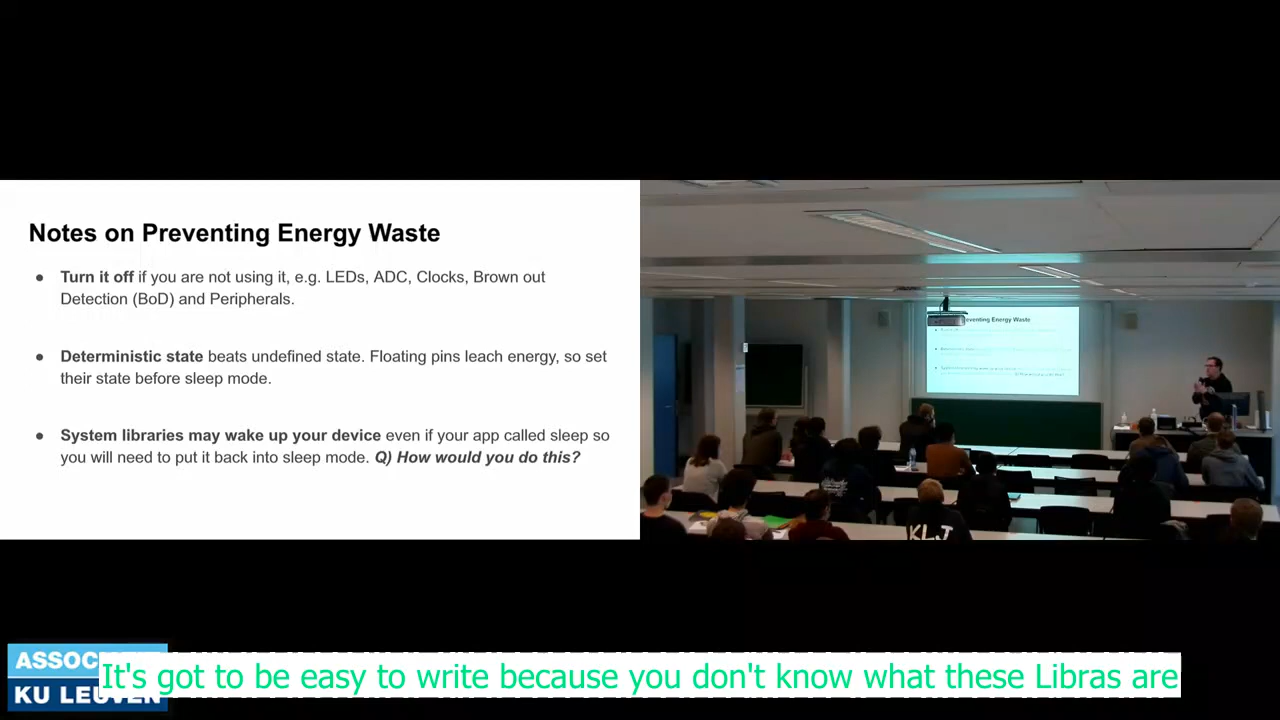 Notes on Preventing Energy Waste
● Turn it off if you are not using it, e.g. LEDs, ADC, Clocks, Brown out
Detection (BoD) and Peripherals.
● Deterministic state beats undefined state. Floating pins leach energy, so set
their state before sleep mode.
● System libraries may wake up your device even if your app called sleep so
you will need to put it back into sleep mode. Q) How would you do this?
Energy Waste
KLJ
ASSOC
KU LEUVEN
It's got to be easy to write because you don't know what these Libras are